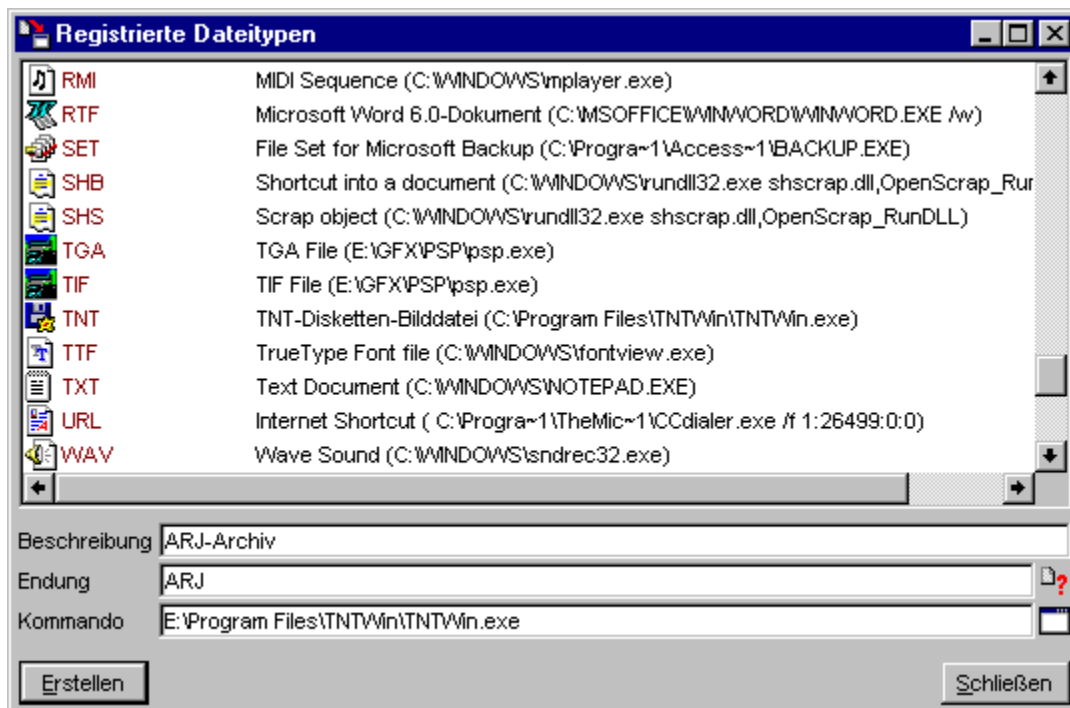 Registrierte Dateitypen
RMI MIDI Sequence (C:\WINDOWS\mplayer.exe)
RTF Microsoft Word 6.0-Dokument (C:\MSOFFICE\WINWORD\WINWORD.EXE /w)
SET File Set for Microsoft Backup (C:\Progra~1\Access~1\BACKUP.EXE)
SHB Shortcut into a document (C:\WINDOWS\rundll32.exe shscrap.dll,OpenScrap_Run
SHS Scrap object (C:\WINDOWS\rundll32.exe shscrap.dll,OpenScrap_RunDLL)
TGA TGA File (E:\GFX\PSP\psp.exe)
TIF TIF File (E:\GFX\PSP\psp.exe)
TNT TNT-Disketten-Bilddatei (C:\Program Files\TNTWin\TNTWin.exe)
TTF TrueType Font file (C:\WINDOWS\fontview.exe)
TXT Text Document (C:\WINDOWS\NOTEPAD.EXE)
URL Internet Shortcut ( C:\Progra~1\TheMic~1\CCdialer.exe /f 1:26499:0:0)
WAV Wave Sound (C:\WINDOWS\sndrec32.exe)
Beschreibung ARJ-Archiv
Endung ARJ
Kommando E:\Program Files\TNTWin\TNTWin.exe
Erstellen Schließen